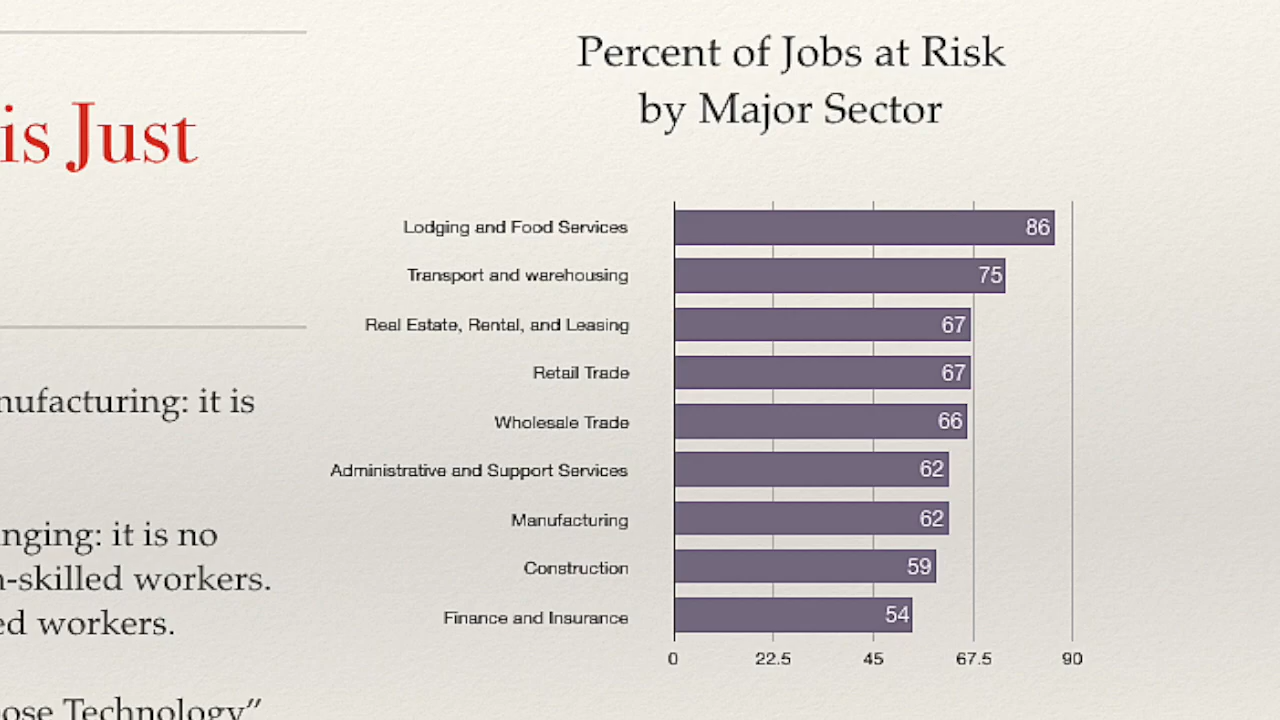 is Just
manufacturing: it is
it is no
-skilled workers.
workers.
Technology”
Percent of Jobs at Risk
by Major Sector
Lodging and Food Services 86
Transport and warehousing 75
Real Estate, Rental, and Leasing 67
Retail Trade 67
Wholesale Trade 66
Administrative and Support Services 62
Manufacturing 62
Construction 59
Finance and Insurance 54
0 22.5 45 67.5 90